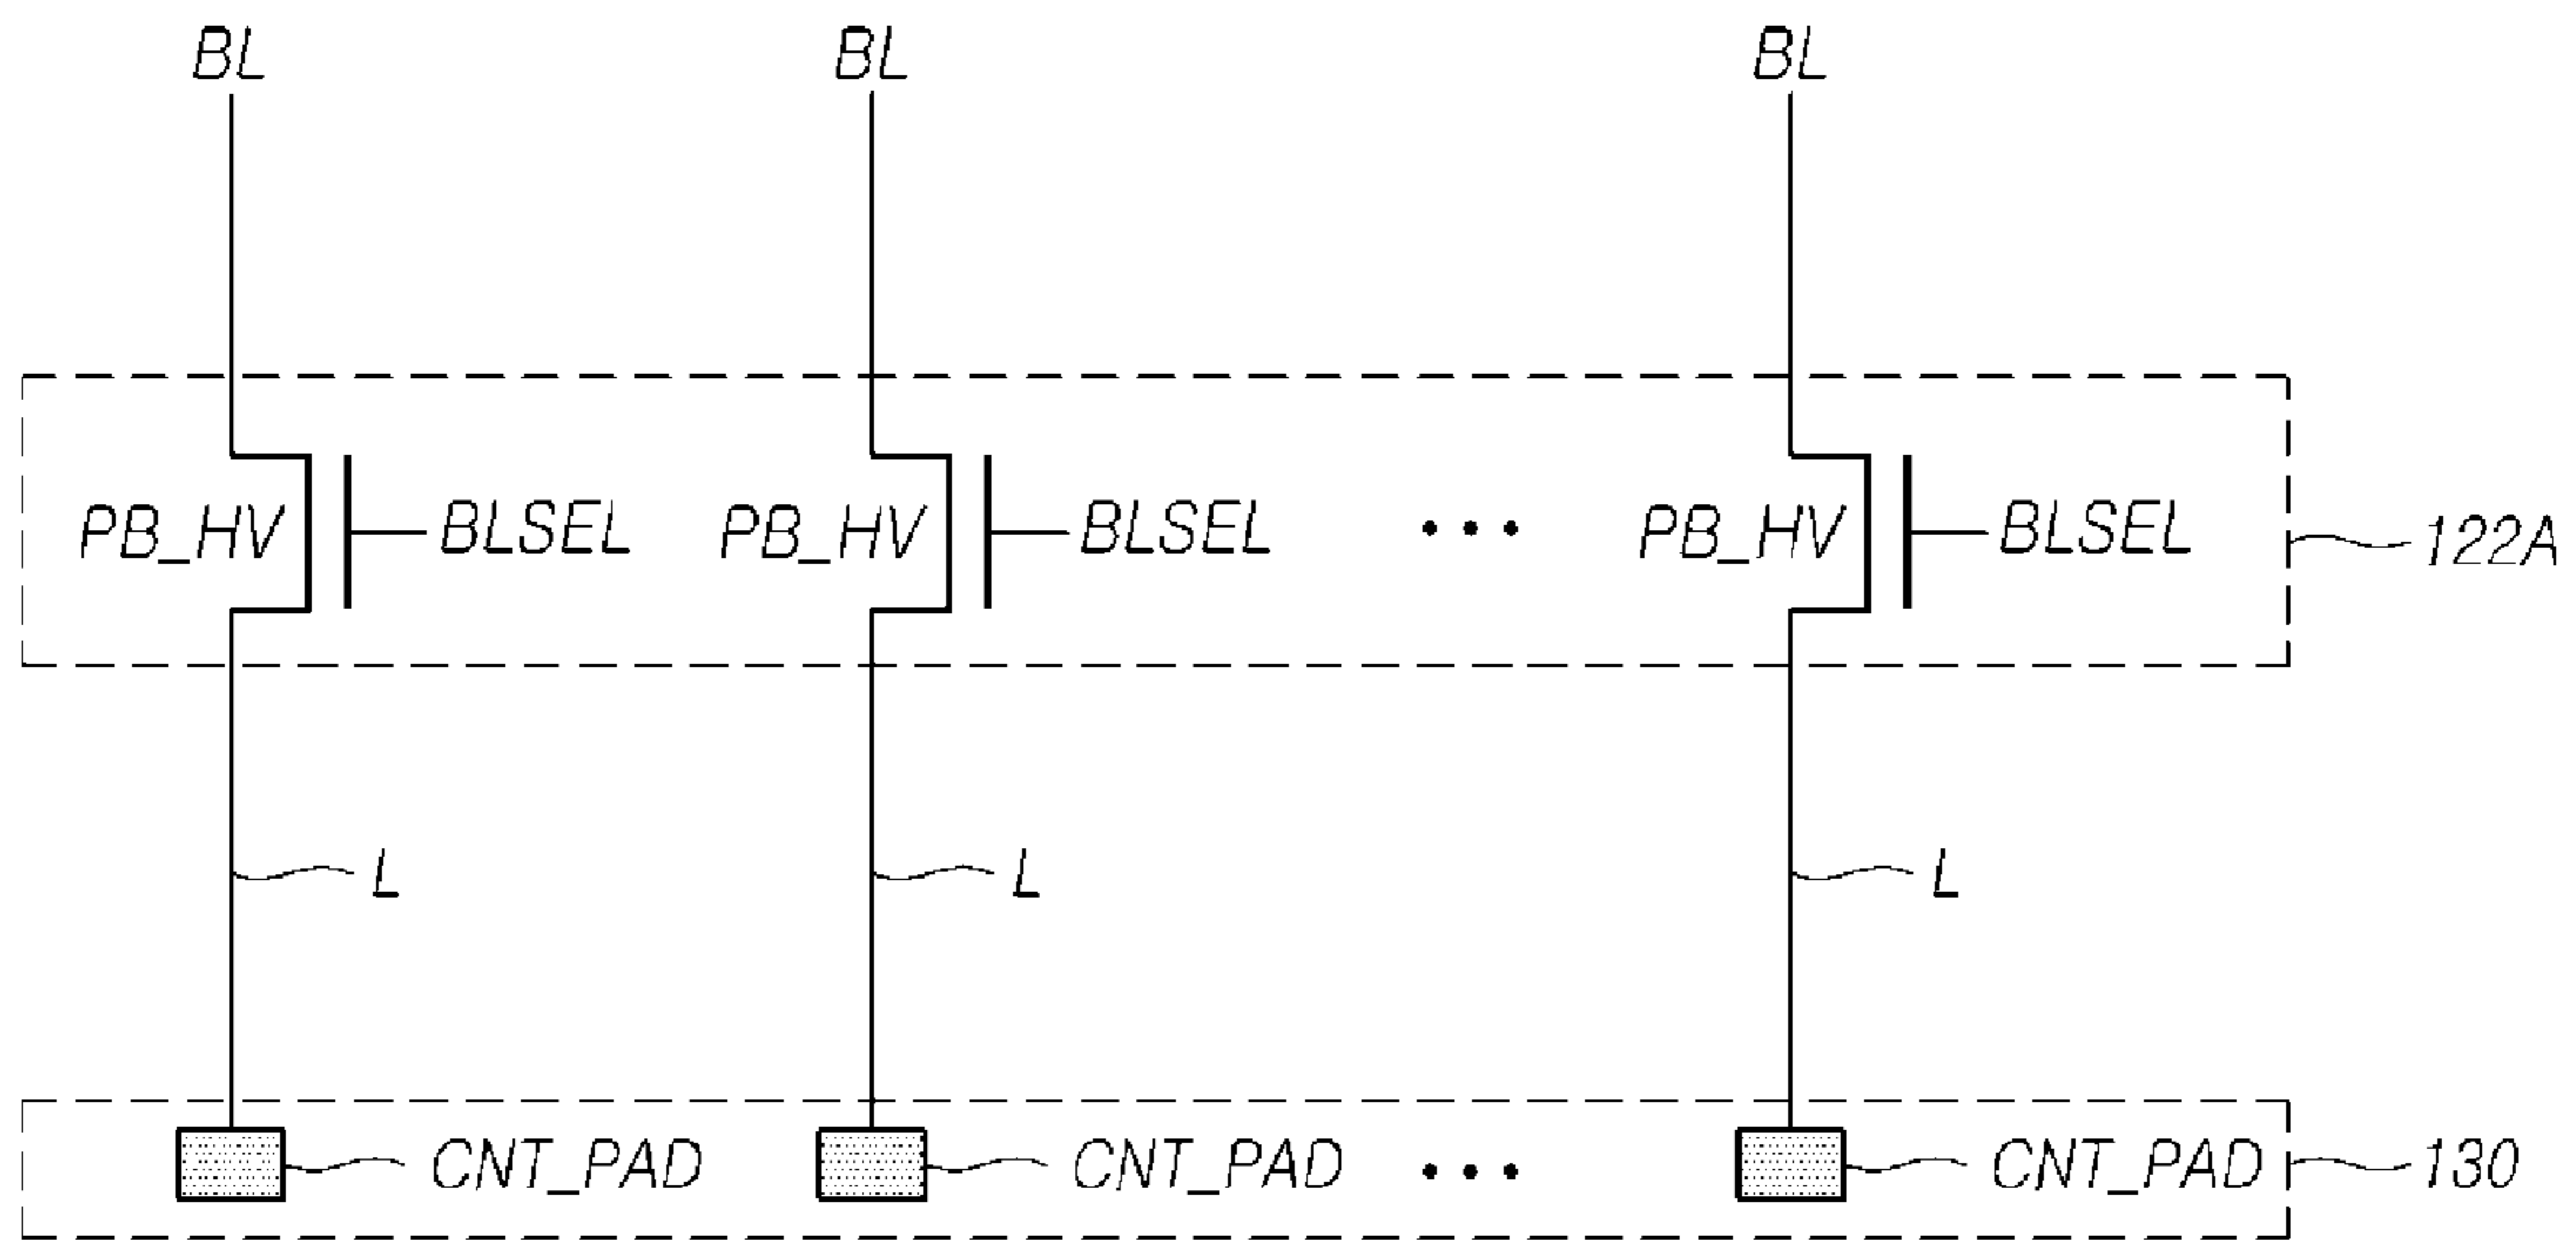 BL BL BL
PB_HV BLSEL PB_HV BLSEL ... PB_HV BLSEL 122A
L L L
CNT_PAD CNT_PAD ... CNT_PAD 130